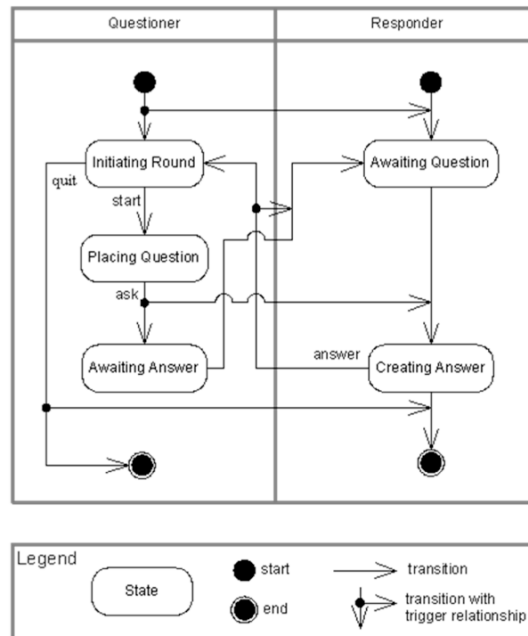 Questioner
Responder
Initiating Round
Awaiting Question
quit
start
Placing Question
ask
answer
Awaiting Answer
Creating Answer
Legend
State
start
transition
end
transition with
trigger relationship